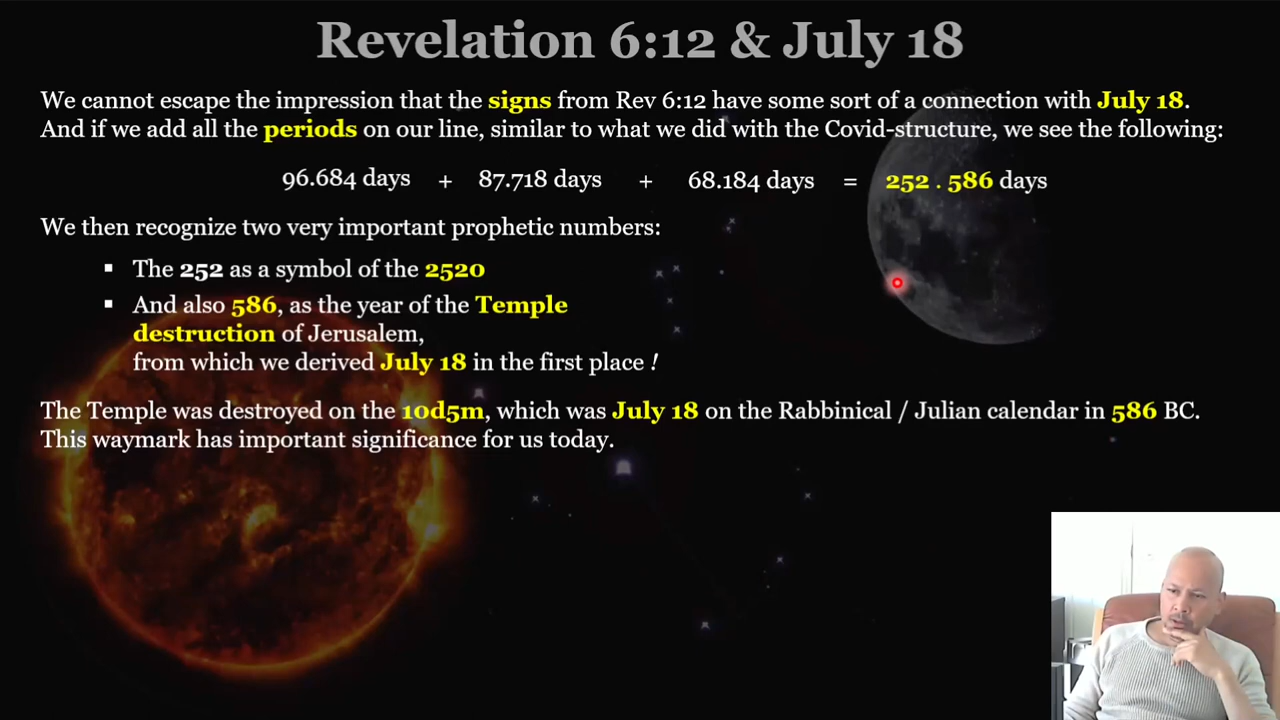 Revelation 6:12 & July 18
We cannot escape the impression that the signs from Rev 6:12 have some sort of a connection with July 18.
And if we add all the periods on our line, similar to what we did with the Covid-structure, we see the following:
96.684 days + 87.718 days + 68.184 days = 252 . 586 days
We then recognize two very important prophetic numbers:
▪ The 252 as a symbol of the 2520
▪ And also 586, as the year of the Temple
destruction of Jerusalem,
from which we derived July 18 in the first place !
The Temple was destroyed on the 10d5m, which was July 18 on the Rabbinical / Julian calendar in 586 BC.
This waymark has important significance for us today.